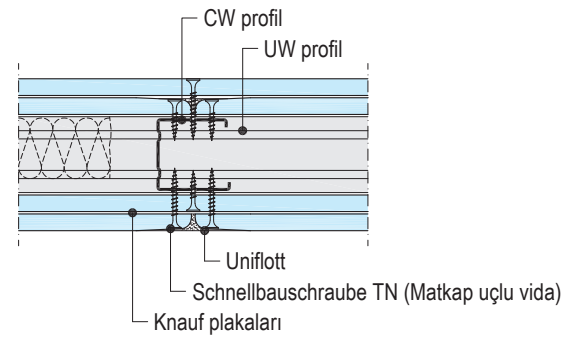 CW profil
UW profil
Uniflott
Schnellbauschraube TN (Matkap uçlu vida)
Knauf plakaları